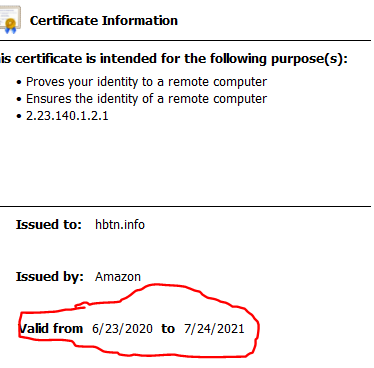 Certificate Information
is certificate is intended for the following purpose(s):
• Proves your identity to a remote computer
• Ensures the identity of a remote computer
• 2.23.140.1.2.1
Issued to: hbtn.info
Issued by: Amazon
Valid from 6/23/2020 to 7/24/2021